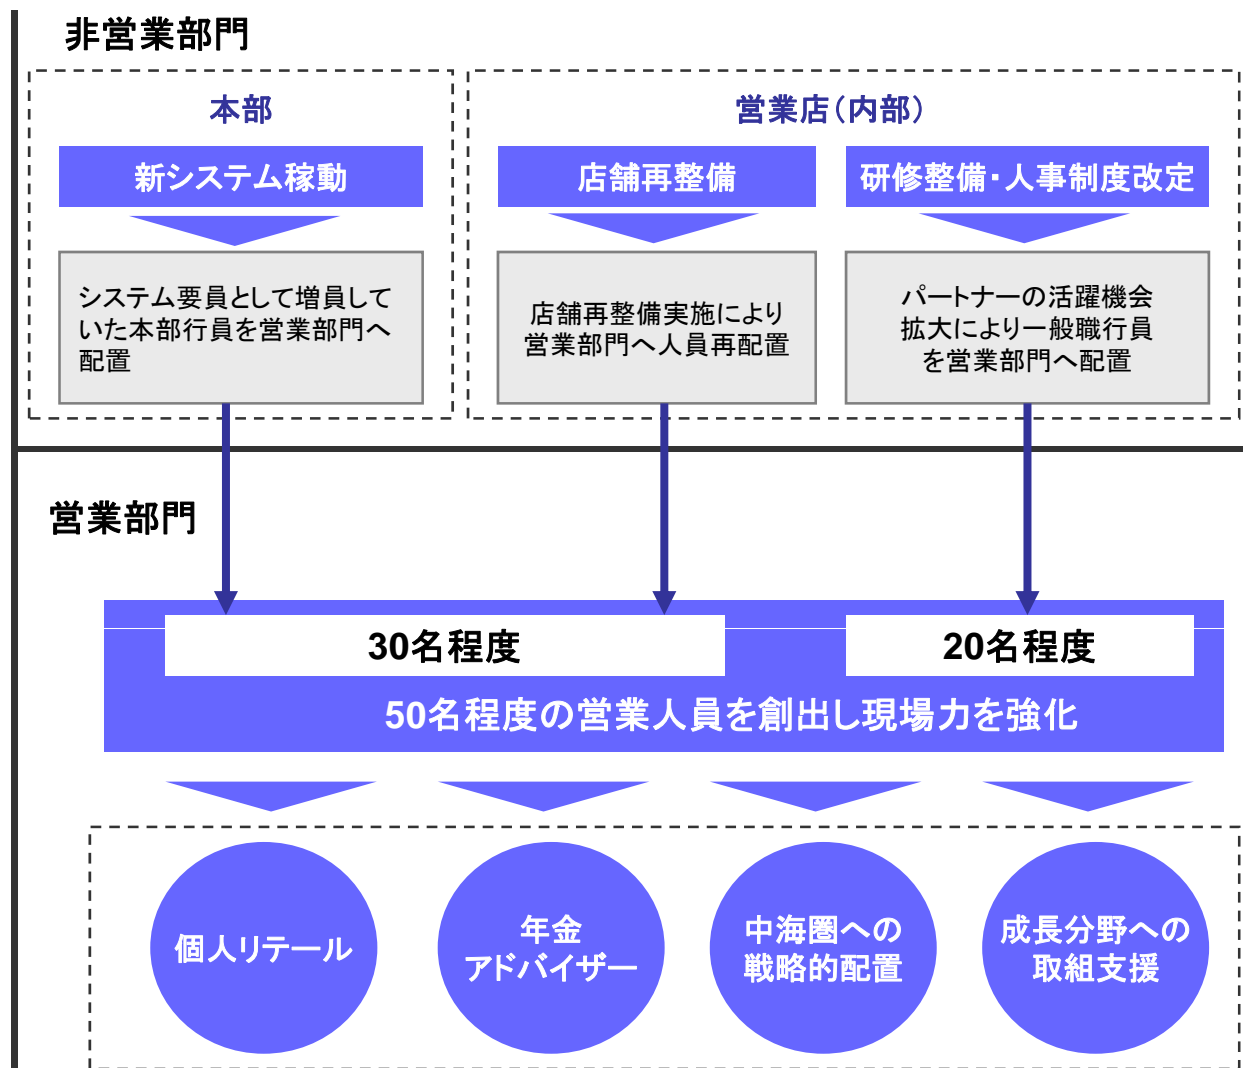 非営業部門
本部
新システム稼動
システム要員として増員して
いた本部行員を営業部門へ
配置
営業店（内部）
店舗再整備
店舗再整備実施により
営業部門へ人員再配置
研修整備・人事制度改定
パートナーの活躍機会
拡大により一般職行員
を営業部門へ配置
営業部門
30名程度
20名程度
50名程度の営業人員を創出し現場力を強化
個人リテール
年金
アドバイザー
中海圏への
戦略的配置
成長分野への
取組支援